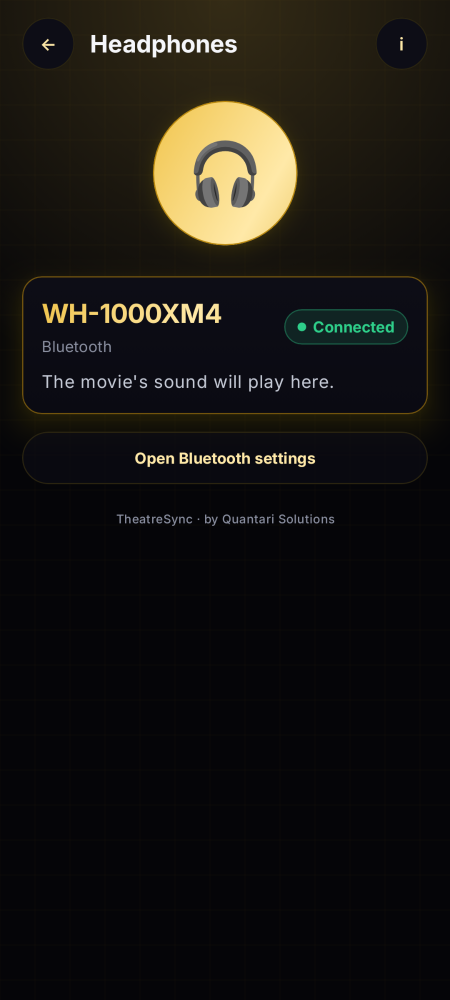 ← Headphones i
WH-1000XM4
Connected
Bluetooth
The movie's sound will play here.
Open Bluetooth settings
TheatreSync · by Quantari Solutions